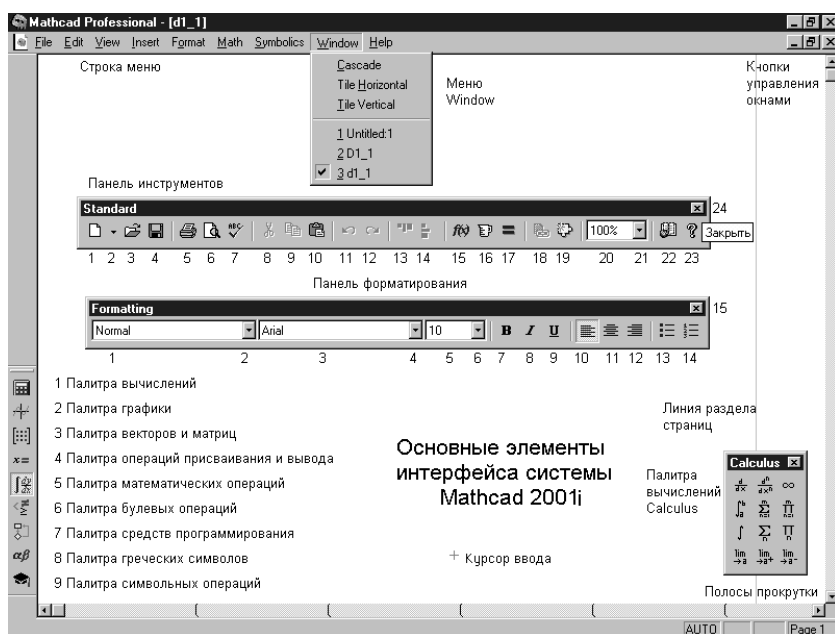 Mathcad Professional - [d1_1]
File Edit View Insert Format Math Symbolics Window Help
Строка меню
Cascade
Tile Horizontal
Tile Vertical
1 Untitled:1
2 D1_1
3 d1_1
Меню
Window
Кнопки
управления
окнами
Панель инструментов
Standard
24
100%
Закрыть
1 2 3 4 5 6 7 8 9 10 11 12 13 14 15 16 17 18 19 20 21 22 23
Панель форматирования
Formatting
15
Normal Arial 10 B I U
1 2 3 4 5 6 7 8 9 10 11 12 13 14
1 Палитра вычислений
2 Палитра графики
3 Палитра векторов и матриц
4 Палитра операций присваивания и вывода
5 Палитра математических операций
6 Палитра булевых операций
7 Палитра средств программирования
8 Палитра греческих символов
9 Палитра символьных операций
Основные элементы
интерфейса системы
Mathcad 2001i
Курсор ввода
Линия раздела
страниц
Палитра
вычислений
Calculus
Calculus
Полосы прокрутки
AUTO Page 1